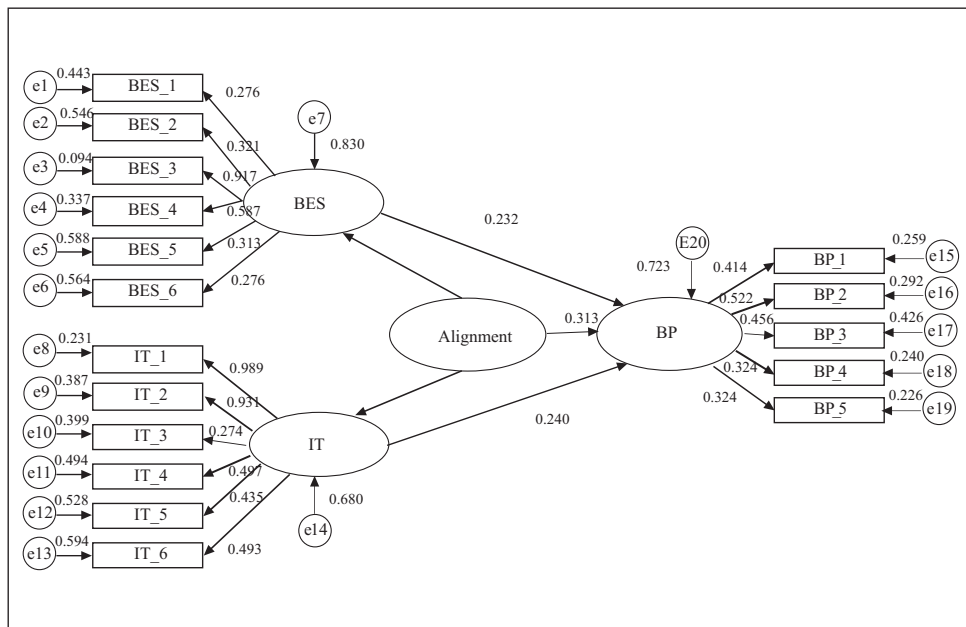 e1 0.443 BES_1 0.276
e2 0.546 BES_2 0.321
e3 0.094 BES_3 0.917
e4 0.337 BES_4 0.587
e5 0.588 BES_5 0.313
e6 0.564 BES_6 0.276
e7 0.830
BES
0.232
E20
0.723
0.414 BP_1 0.259 e15
0.522 BP_2 0.292 e16
0.456 BP_3 0.426 e17
0.324 BP_4 0.240 e18
0.324 BP_5 0.226 e19
Alignment 0.313 BP
e8 0.231 IT_1 0.989
e9 0.387 IT_2 0.931
e10 0.399 IT_3 0.274
e11 0.494 IT_4 0.497
e12 0.528 IT_5 0.435
e13 0.594 IT_6 0.493
IT
0.240
0.680
e14